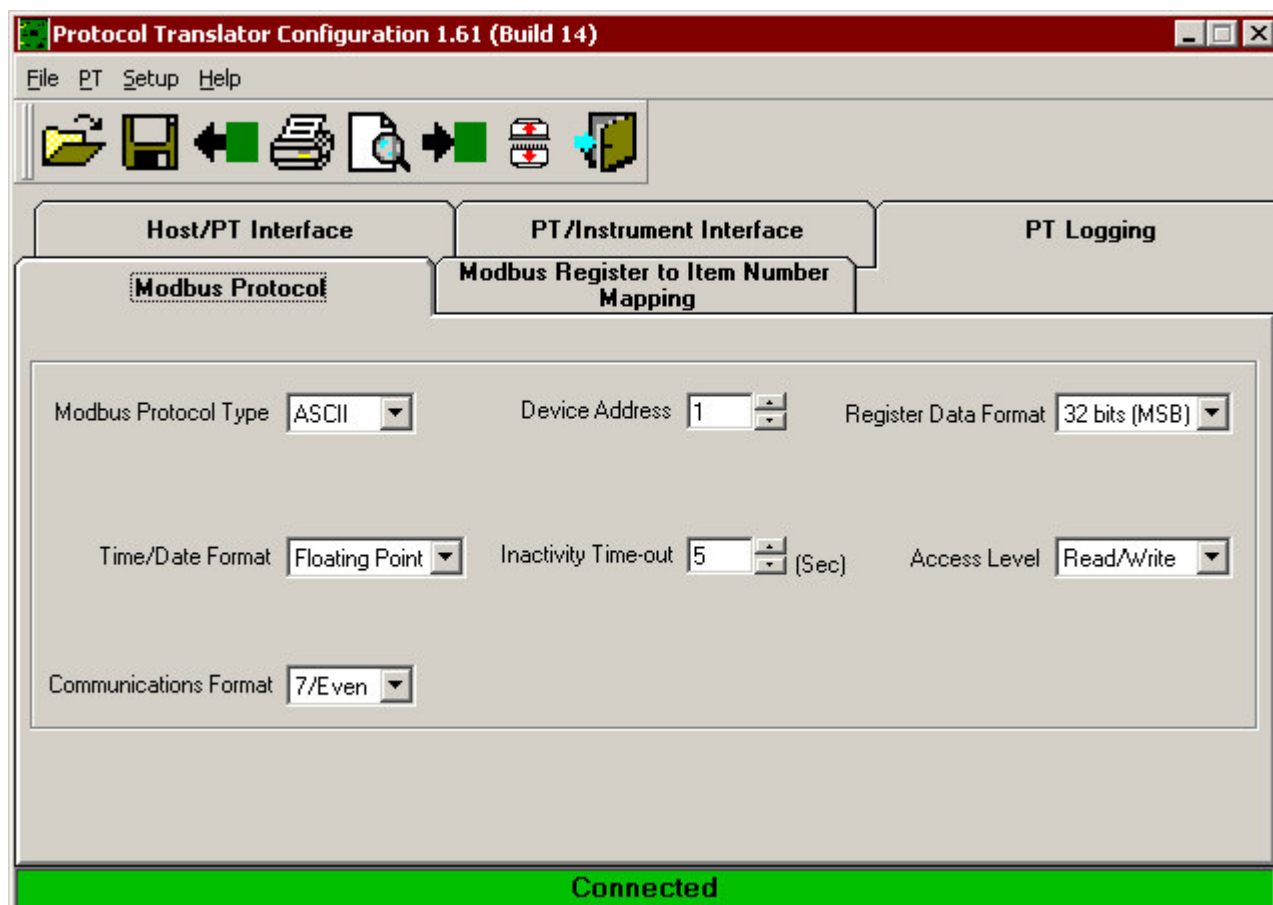 Protocol Translator Configuration 1.61 (Build 14)
File PT Setup Help
Host/PT Interface
PT/Instrument Interface
PT Logging
Modbus Protocol
Modbus Register to Item Number
Mapping
Modbus Protocol Type ASCII
Device Address 1
Register Data Format 32 bits (MSB)
Time/Date Format Floating Point
Inactivity Time-out 5 (Sec)
Access Level Read/Write
Communications Format 7/Even
Connected